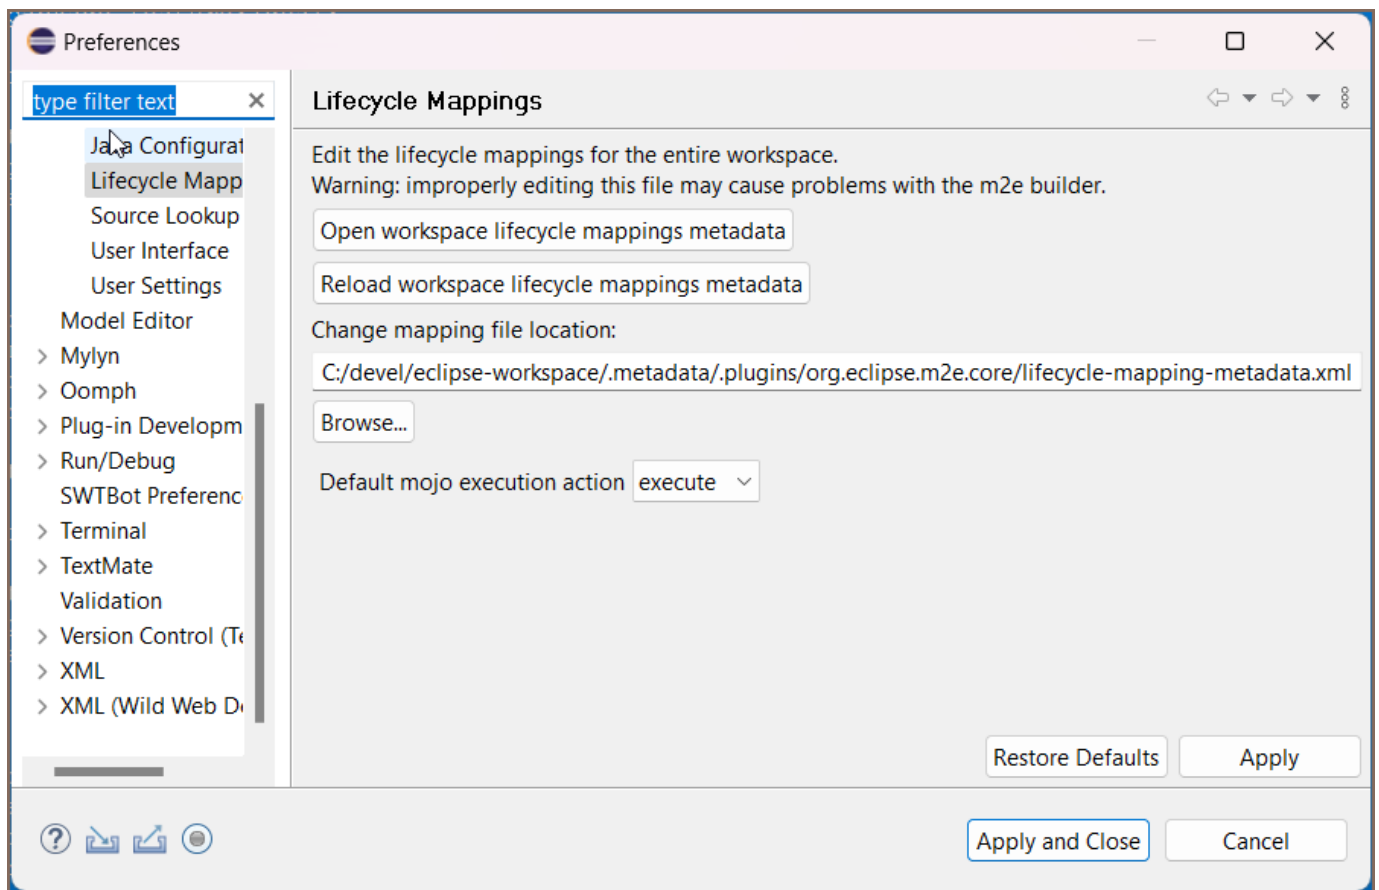 Preferences
type filter text
Java Configurat
Lifecycle Mapp
Source Lookup
User Interface
User Settings
Model Editor
Mylyn
Oomph
Plug-in Developm
Run/Debug
SWTBot Preferenc
Terminal
TextMate
Validation
Version Control (Te
XML
XML (Wild Web De
Lifecycle Mappings
Edit the lifecycle mappings for the entire workspace.
Warning: improperly editing this file may cause problems with the m2e builder.
Open workspace lifecycle mappings metadata
Reload workspace lifecycle mappings metadata
Change mapping file location:
C:/devel/eclipse-workspace/.metadata/.plugins/org.eclipse.m2e.core/lifecycle-mapping-metadata.xml
Browse...
Default mojo execution action execute
Restore Defaults Apply
Apply and Close Cancel